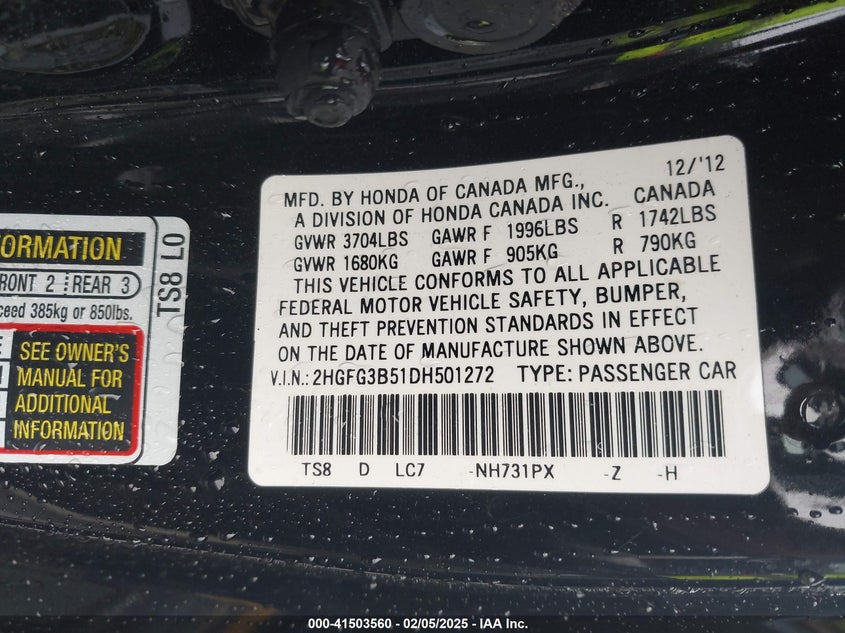 MFD. BY HONDA OF CANADA MFG., 12/'12
A DIVISION OF HONDA CANADA INC. CANADA
GVWR 3704LBS GAWR F 1996LBS R 1742LBS
GVWR 1680KG GAWR F 905KG R 790KG
THIS VEHICLE CONFORMS TO ALL APPLICABLE
FEDERAL MOTOR VEHICLE SAFETY, BUMPER,
AND THEFT PREVENTION STANDARDS IN EFFECT
ON THE DATE OF MANUFACTURE SHOWN ABOVE.
V.I.N.: 2HGFG3B51DH501272 TYPE: PASSENGER CAR
TS8 D LC7 -NH731PX -Z -H
ORMATION
RONT 2 REAR 3
ceed 385kg or 850lbs.
SEE OWNER'S
MANUAL FOR
ADDITIONAL
INFORMATION
TS8 L0
000-41503560 - 02/05/2025 - IAA Inc.